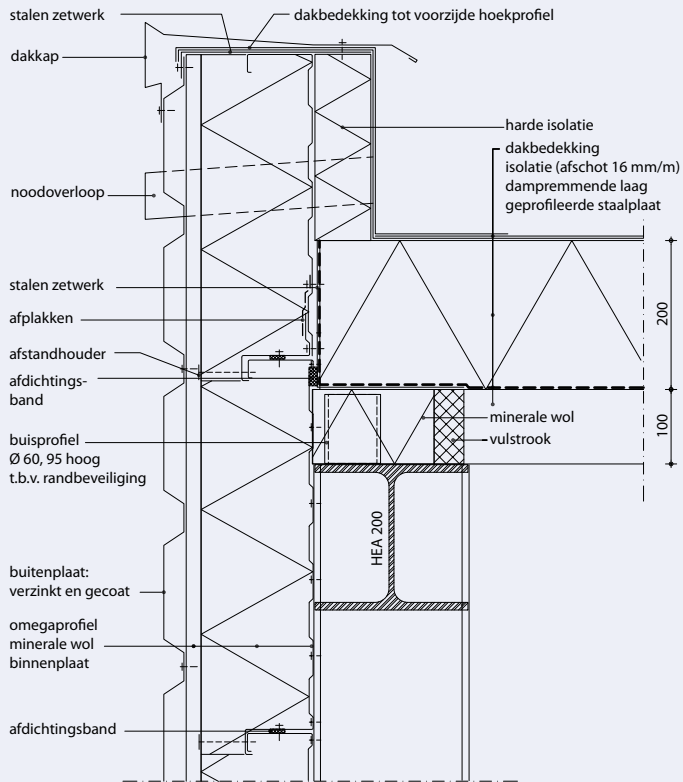 stalen zetwerk
dakbedekking tot voorzijde hoekprofiel
dakkap
harde isolatie
dakbedekking
isolatie (afschot 16 mm/m)
dampremmende laag
geprofileerde staalplaat
noodoverloop
stalen zetwerk
afplakken
200
afstandhouder
afdichtings-
band
minerale wol
vulstrook
100
buisprofiel
Ø 60, 95 hoog
t.b.v. randbeveiliging
HEA 200
buitenplaat:
verzinkt en gecoat
omegaprofiel
minerale wol
binnenplaat
afdichtingsband